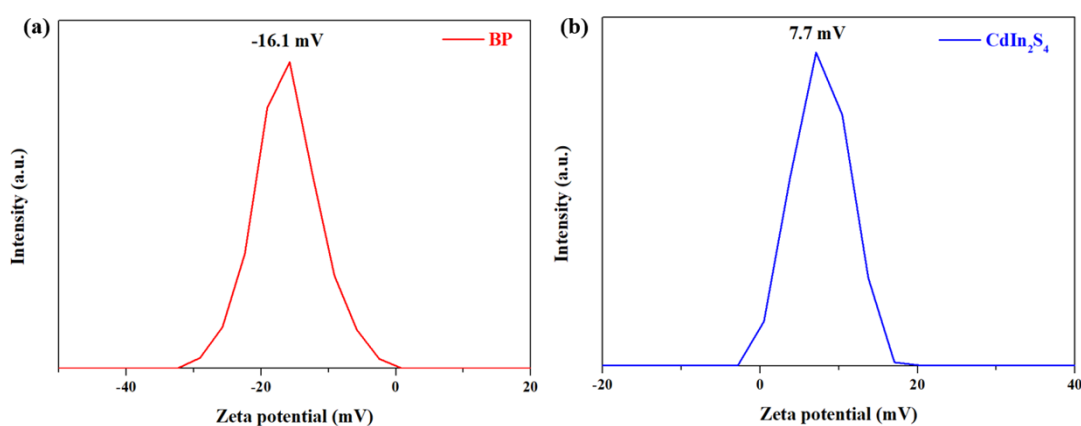 (a)
-16.1 mV
BP
Intensity (a.u.)
-40
-20
0
20
Zeta potential (mV)
(b)
7.7 mV
CdIn₂S₄
Intensity (a.u.)
-20
0
20
40
Zeta potential (mV)